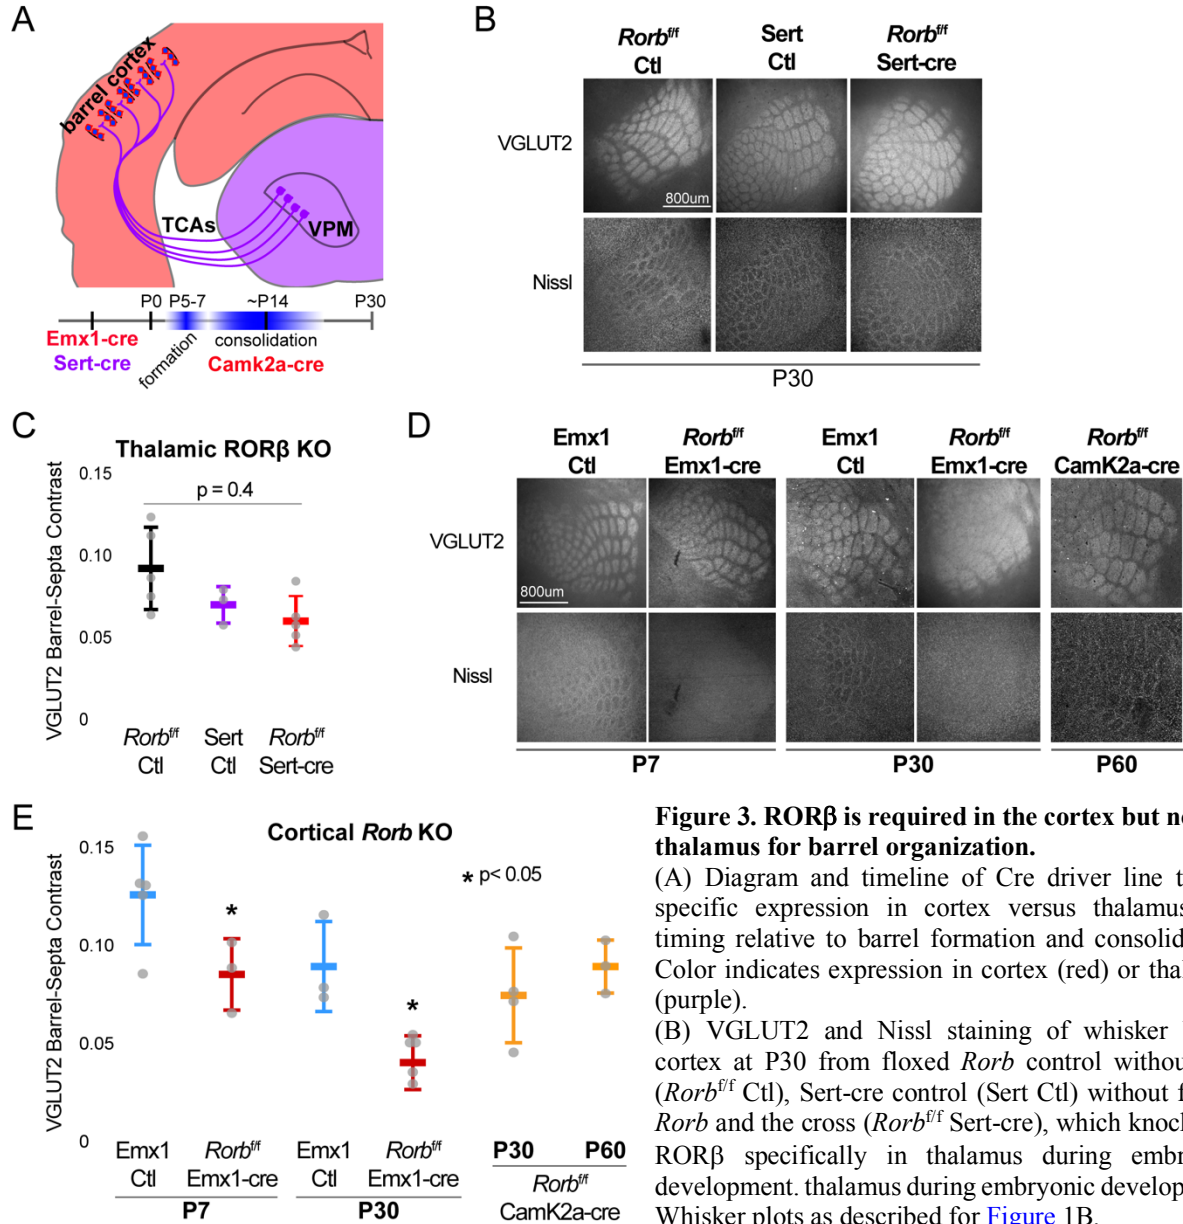 A
barrel cortex
TCAs
VPM
P0 P5-7 ~P14 P30
Emx1-cre
Sert-cre
formation
consolidation
Camk2a-cre
B
Rorbf/f Ctl
Sert Ctl
Rorbf/f Sert-cre
VGLUT2
800um
Nissl
P30
C
Thalamic RORβ KO
VGLUT2 Barrel-Septa Contrast
0.15
p = 0.4
0.10
0.05
0
Rorbf/f Ctl
Sert Ctl
Rorbf/f Sert-cre
D
Emx1 Ctl
Rorbf/f Emx1-cre
Emx1 Ctl
Rorbf/f Emx1-cre
Rorbf/f CamK2a-cre
VGLUT2
800um
Nissl
P7
P30
P60
E
Cortical Rorb KO
VGLUT2 Barrel-Septa Contrast
0.15
* p< 0.05
0.10
*
*
0.05
0
Emx1 Ctl
Rorbf/f Emx1-cre
Emx1 Ctl
Rorbf/f Emx1-cre
P30 P60
Rorbf/f
CamK2a-cre
P7
P30
Figure 3. RORβ is required in the cortex but
thalamus for barrel organization.
(A) Diagram and timeline of Cre driver line
specific expression in cortex versus thalamus
timing relative to barrel formation and
Color indicates expression in cortex (red) or
(purple).
(B) VGLUT2 and Nissl staining of whisker
cortex at P30 from floxed Rorb control
(Rorbf/f Ctl), Sert-cre control (Sert Ctl) without
Rorb and the cross (Rorbf/f Sert-cre), which
RORβ specifically in thalamus during
development. thalamus during embryonic
Whisker plots as described for Figure 1B.